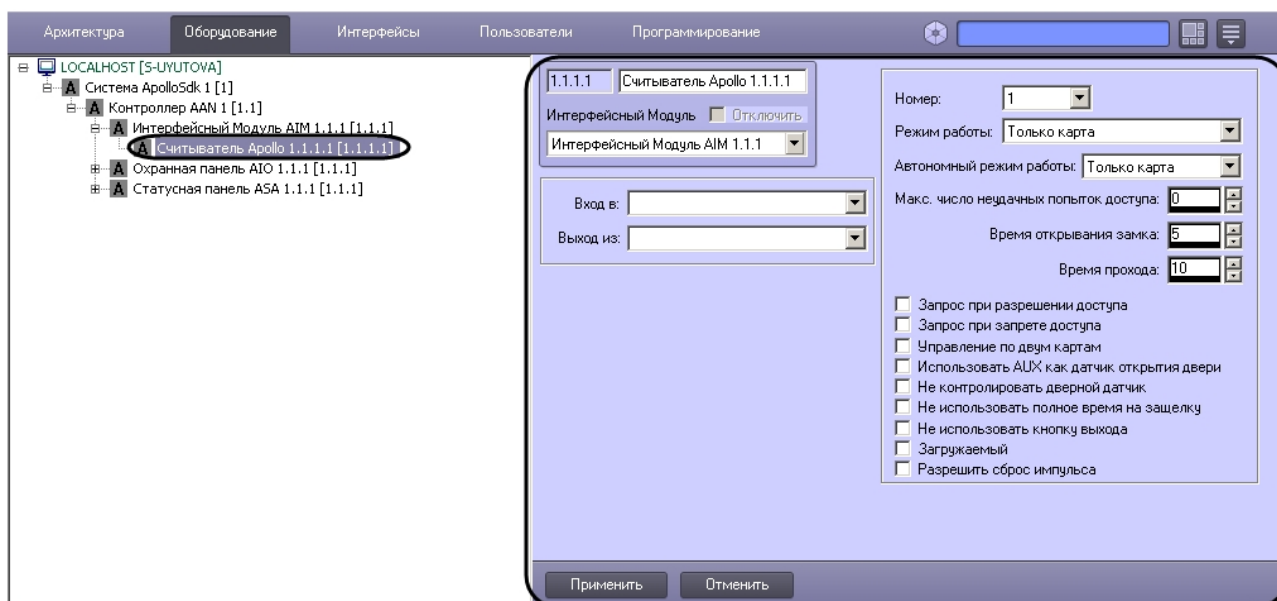 Архитектура Оборудование Интерфейсы Пользователи Программирование
LOCALHOST [S-UYUTOVA]
A Система ApolloSdk 1 [1]
A Контроллер AAN 1 [1.1]
A Интерфейсный Модуль AIM 1.1.1 [1.1.1]
A Считыватель Apollo 1.1.1.1 [1.1.1.1]
A Охранная панель AIO 1.1.1 [1.1.1]
A Статусная панель ASA 1.1.1 [1.1.1]
1.1.1.1 Считыватель Apollo 1.1.1.1
Интерфейсный Модуль Отключить
Интерфейсный Модуль AIM 1.1.1
Вход в:
Выход из:
Номер: 1
Режим работы: Только карта
Автономный режим работы: Только карта
Макс. число неудачных попыток доступа: 0
Время открывания замка: 5
Время прохода: 10
Запрос при разрешении доступа
Запрос при запрете доступа
Управление по двум картам
Использовать AUX как датчик открытия двери
Не контролировать дверной датчик
Не использовать полное время на защелку
Не использовать кнопку выхода
Загружаемый
Разрешить сброс импульса
Применить Отменить